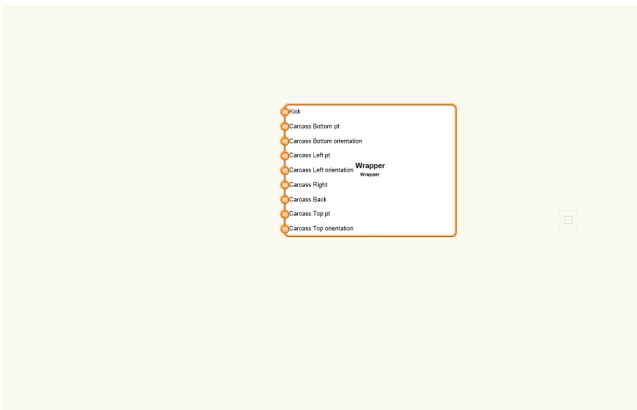 Kick
Carcass Bottom pt
Carcass Bottom orientation
Carcass Left pt
Carcass Left orientation
Wrapper
Wrapper
Carcass Right
Carcass Back
Carcass Top pt
Carcass Top orientation